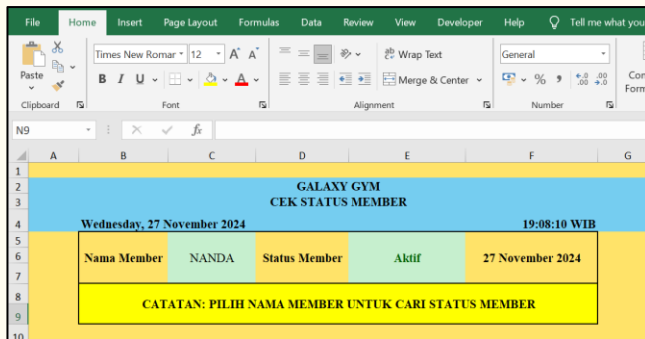 File Home Insert Page Layout Formulas Data Review View Developer Help Tell me what you
Paste
Times New Romar 12 A A
B I U A
ab Wrap Text
Merge & Center
General
% 9 .00 .00
Clipboard Font Alignment Number
N9 fx
A B C D E F G
1
2 GALAXY GYM
3 CEK STATUS MEMBER
4 Wednesday, 27 November 2024 19:08:10 WIB
5
6 Nama Member NANDA Status Member Aktif 27 November 2024
7
8 CATATAN: PILIH NAMA MEMBER UNTUK CARI STATUS MEMBER
9
10